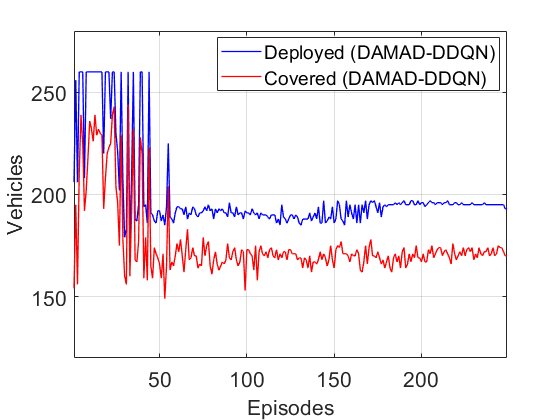 Deployed (DAMAD-DDQN)
Covered (DAMAD-DDQN)
250
200
150
Vehicles
50 100 150 200
Episodes